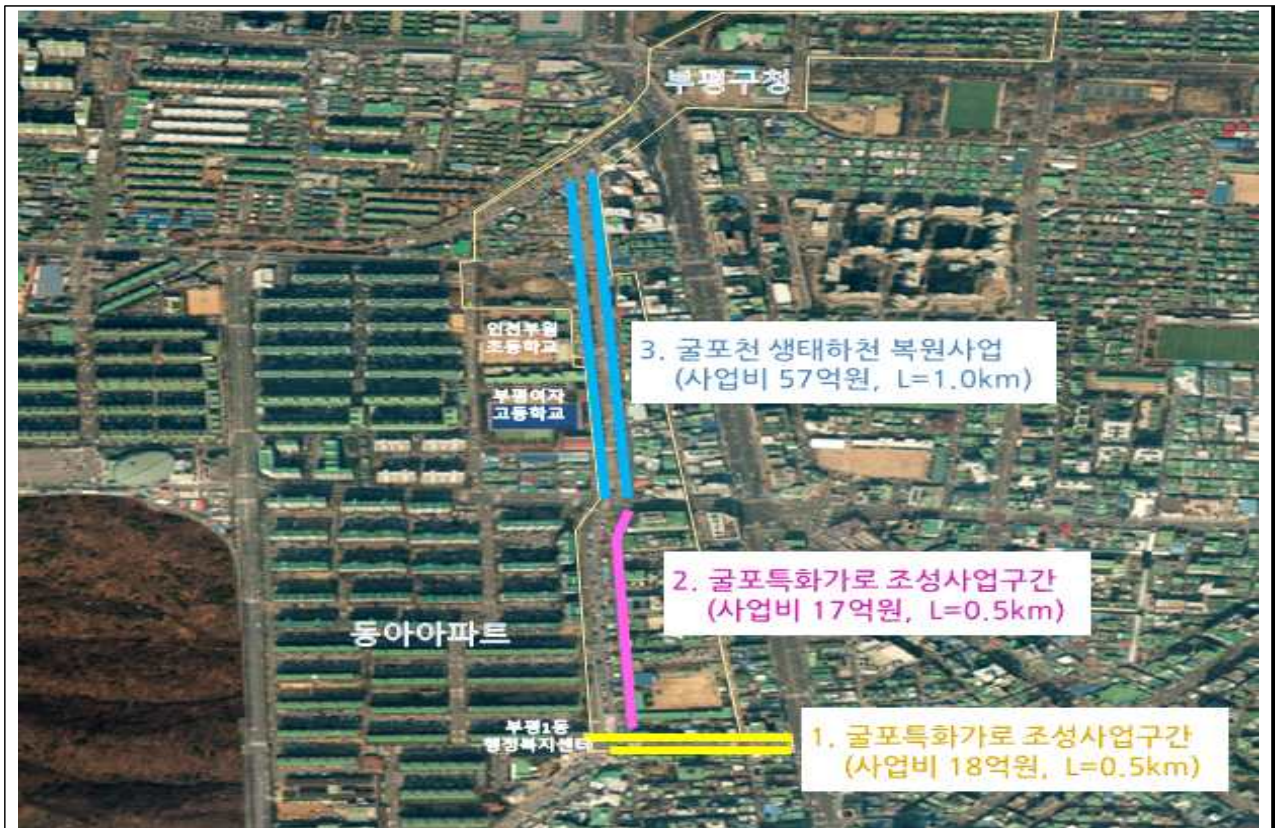 부평구청
인천부원
초등학교
3. 굴포천 생태하천 복원사업
(사업비 57억원, L=1.0km)
부평여자
고등학교
2. 굴포특화가로 조성사업구간
(사업비 17억원, L=0.5km)
동아아파트
부평1동
행정복지센터
1. 굴포특화가로 조성사업구간
(사업비 18억원, L=0.5km)